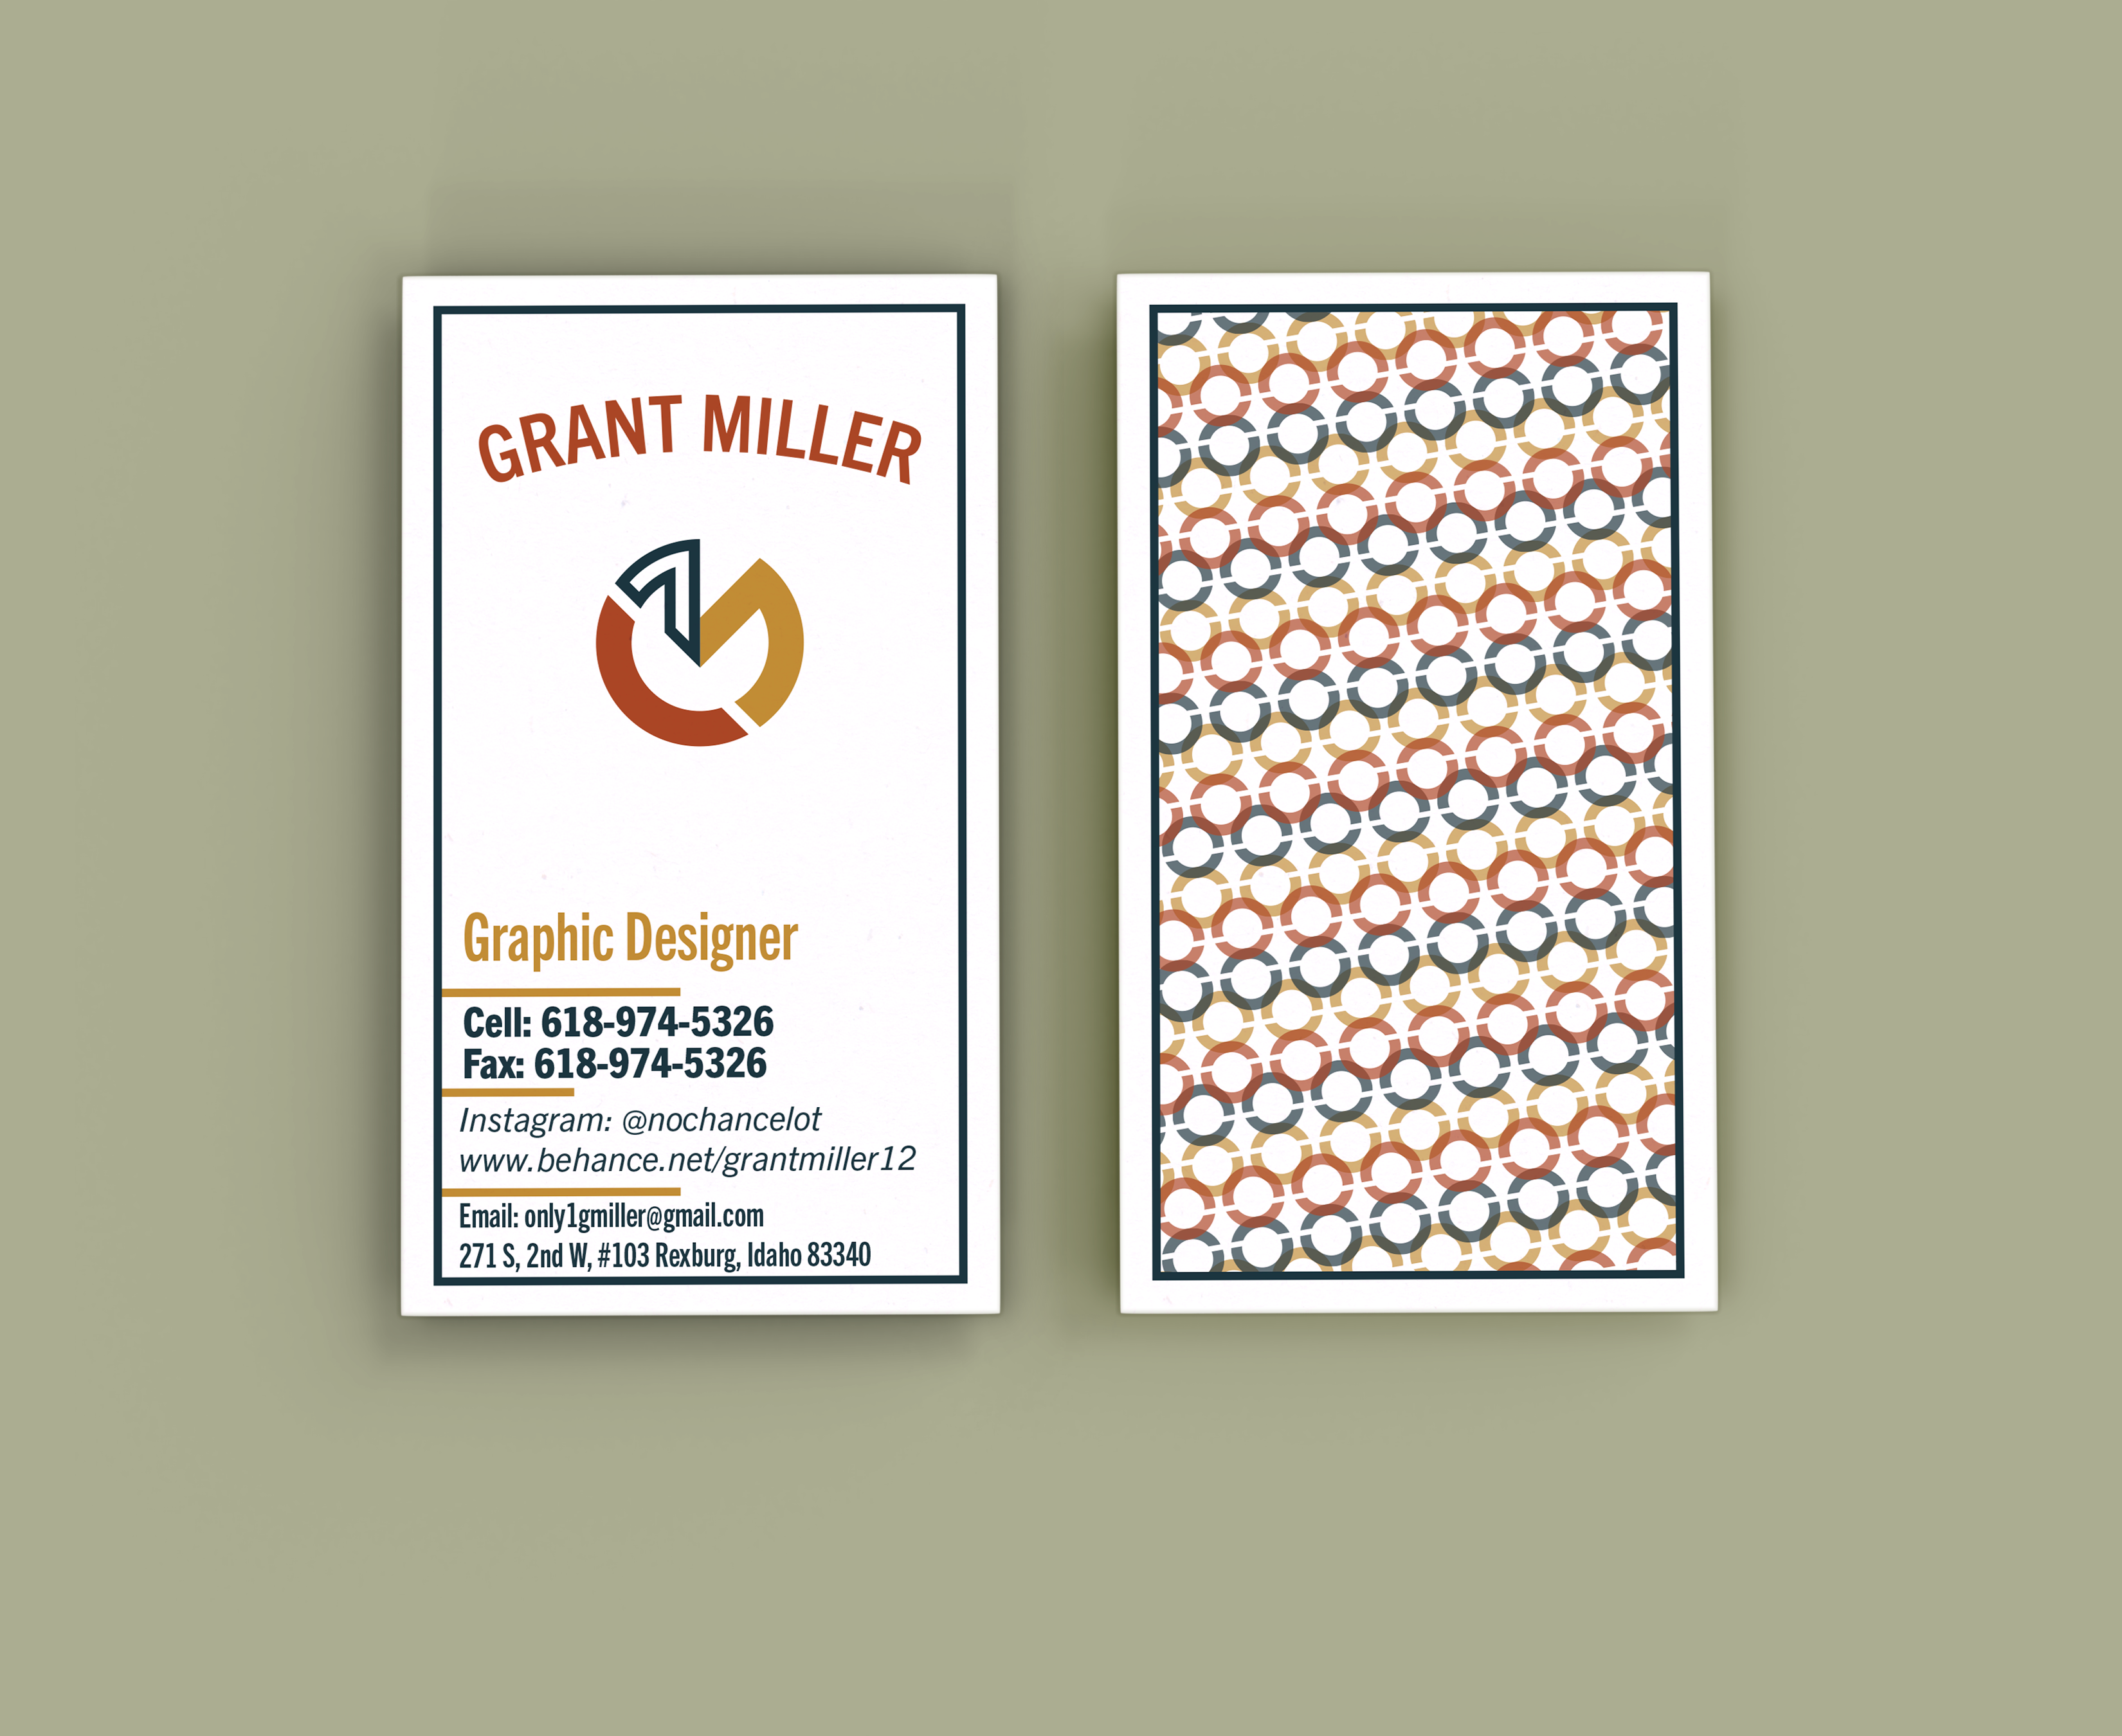 GRANT MILLER
Graphic Designer
Cell: 618-974-5326
Fax: 618-974-5326
Instagram: @nochancelot
www.behance.net/grantmiller12
Email: only1gmiller@gmail.com
271 S, 2nd W, #103 Rexburg, Idaho 83340